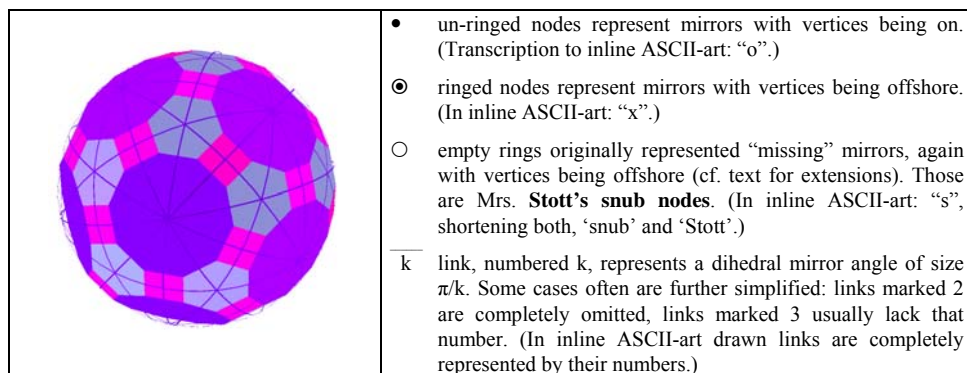 • un-ringed nodes represent mirrors with vertices being on.
(Transcription to inline ASCII-art: “o”.)
◉ ringed nodes represent mirrors with vertices being offshore.
(In inline ASCII-art: “x”.)
○ empty rings originally represented “missing” mirrors, again
with vertices being offshore (cf. text for extensions). Those
are Mrs. Stott’s snub nodes. (In inline ASCII-art: “s”,
shortening both, ‘snub’ and ‘Stott’.)
k link, numbered k, represents a dihedral mirror angle of size
π/k. Some cases often are further simplified: links marked 2
are completely omitted, links marked 3 usually lack that
number. (In inline ASCII-art drawn links are completely
represented by their numbers.)